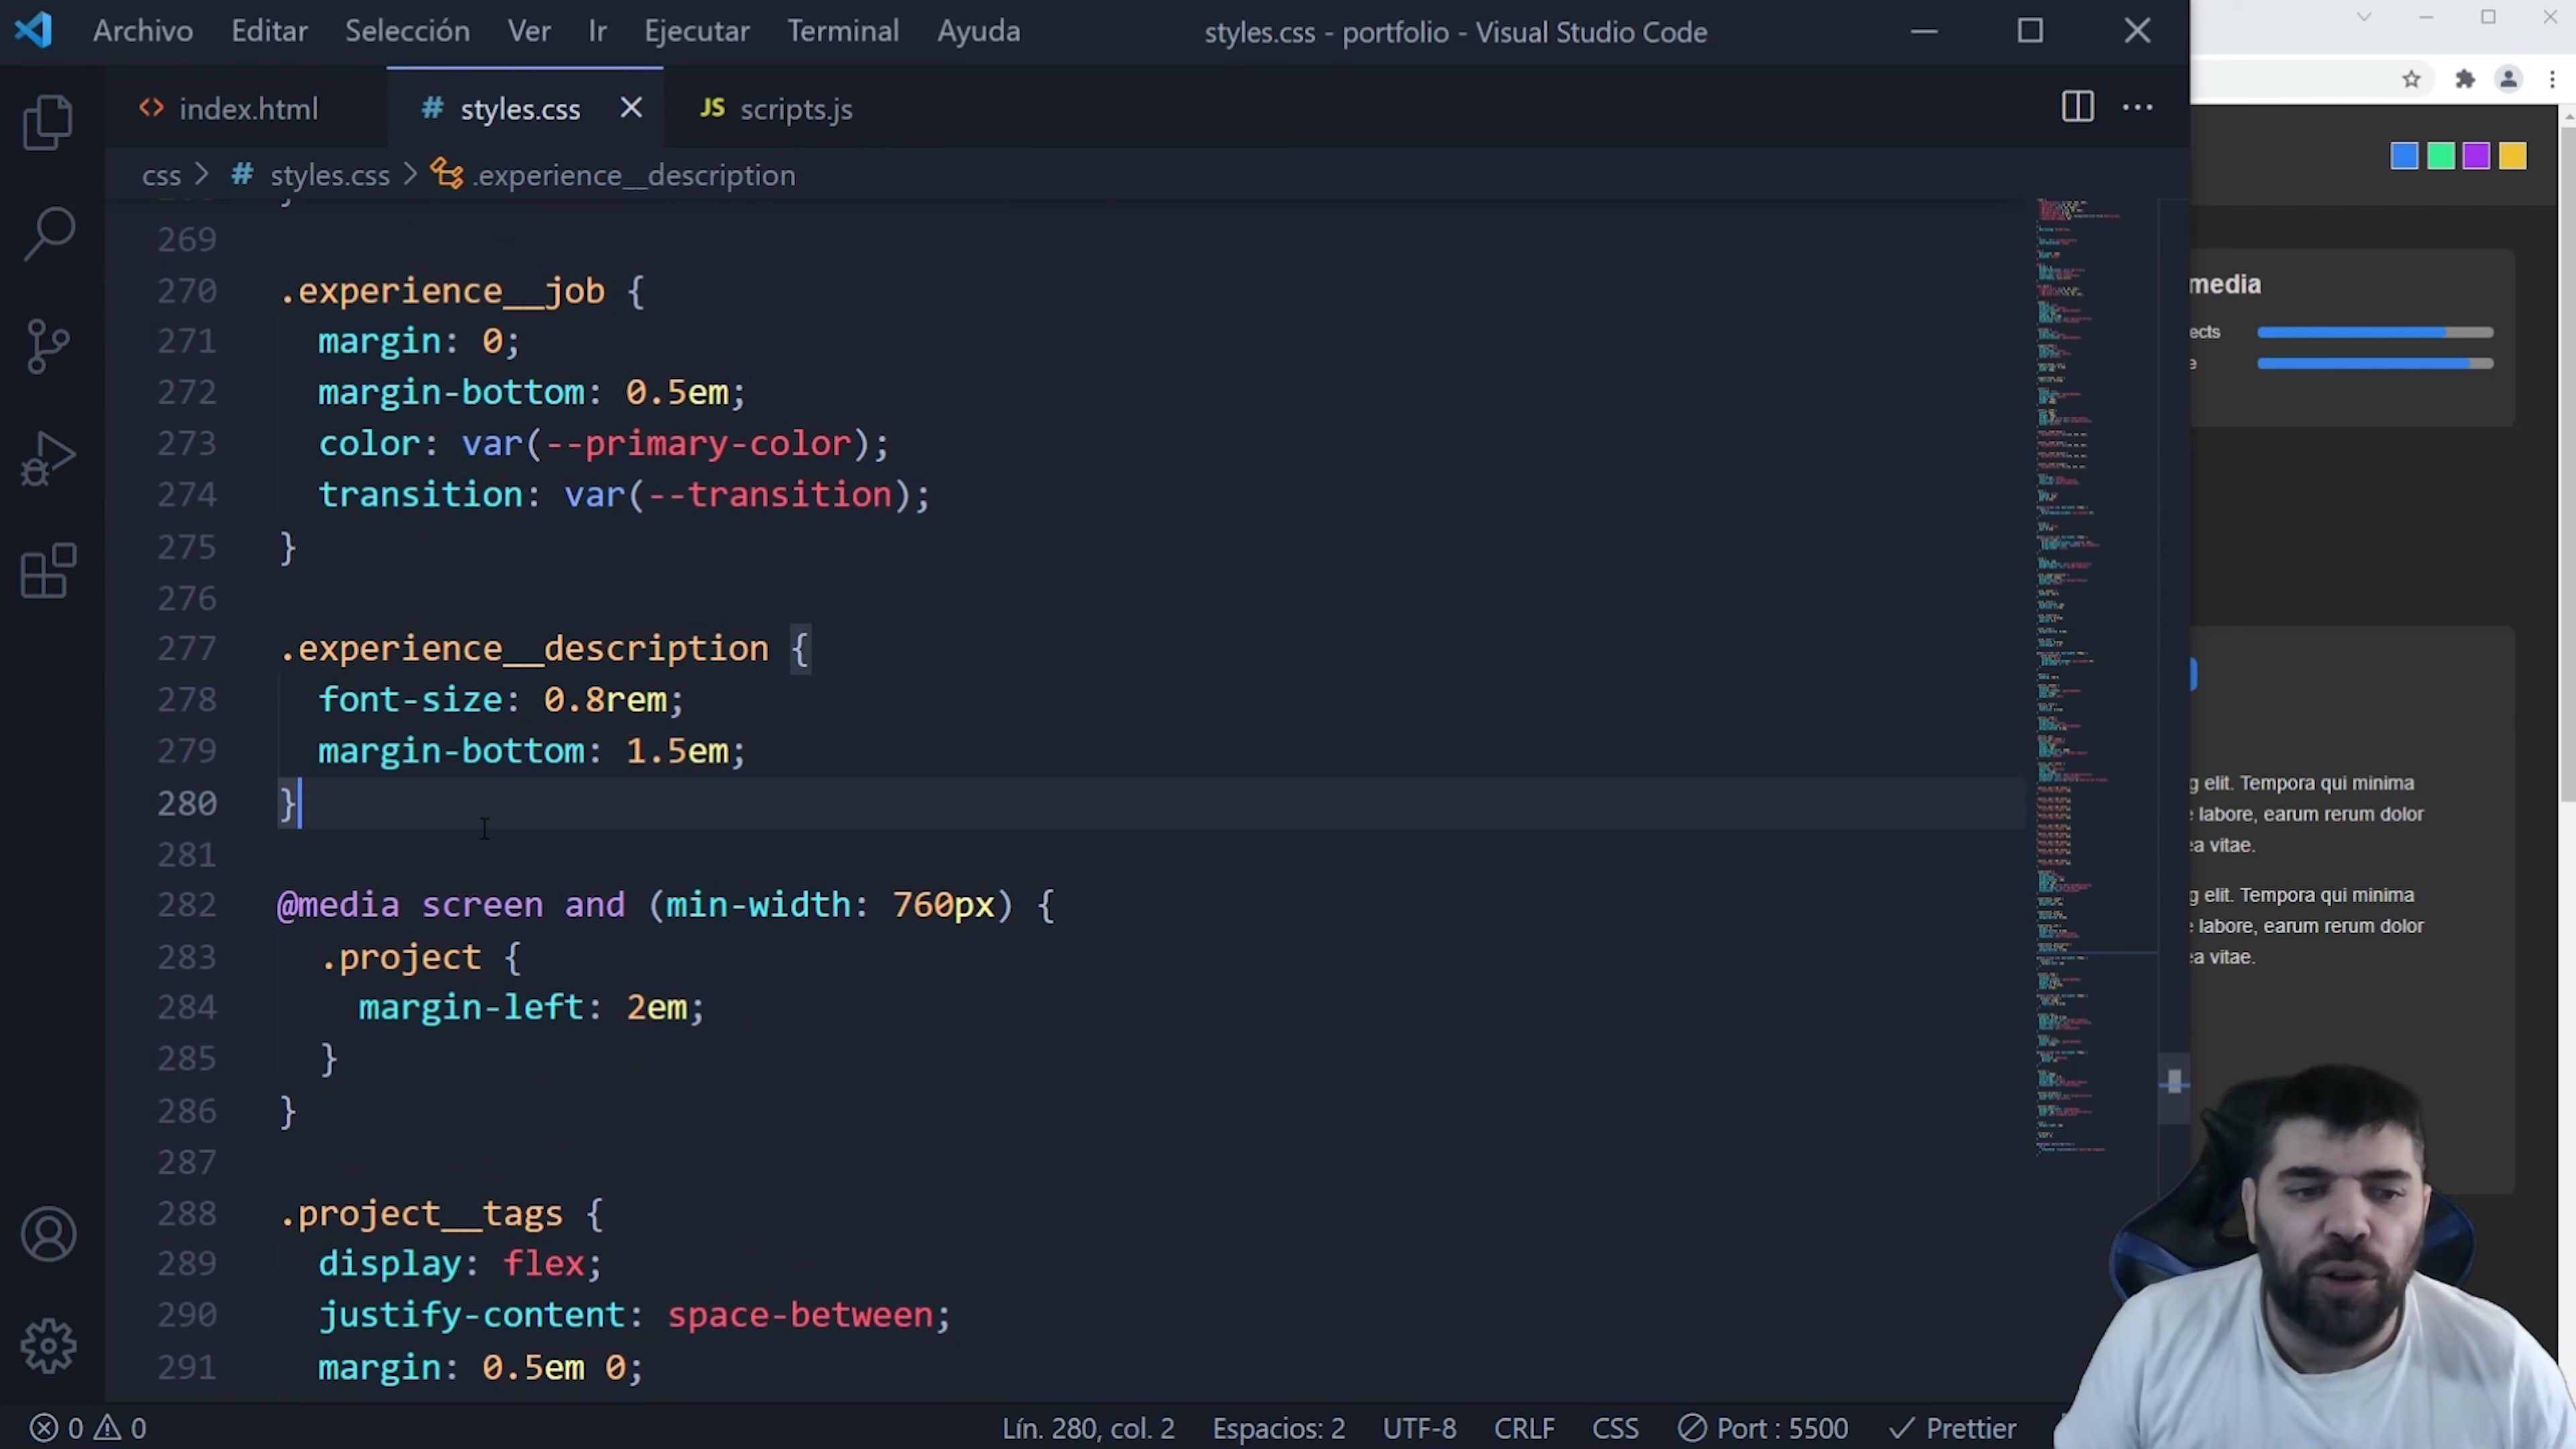 Archivo Editar Selección Ver Ir Ejecutar Terminal Ayuda styles.css - portfolio - Visual Studio Code
<> index.html # styles.css JS scripts.js
css > # styles.css > .experience__description
269
270 .experience__job {
271 margin: 0;
272 margin-bottom: 0.5em;
273 color: var(--primary-color);
274 transition: var(--transition);
275 }
276
277 .experience__description {
278 font-size: 0.8rem;
279 margin-bottom: 1.5em;
280 }
281
282 @media screen and (min-width: 760px) {
283 .project {
284 margin-left: 2em;
285 }
286 }
287
288 .project__tags {
289 display: flex;
290 justify-content: space-between;
291 margin: 0.5em 0;
0 0 Lín. 280, col. 2 Espacios: 2 UTF-8 CRLF CSS Port : 5500 Prettier
media
ects
e
g elit. Tempora qui minima
labore, earum rerum dolor
ea vitae.
g elit. Tempora qui minima
labore, earum rerum dolor
ea vitae.